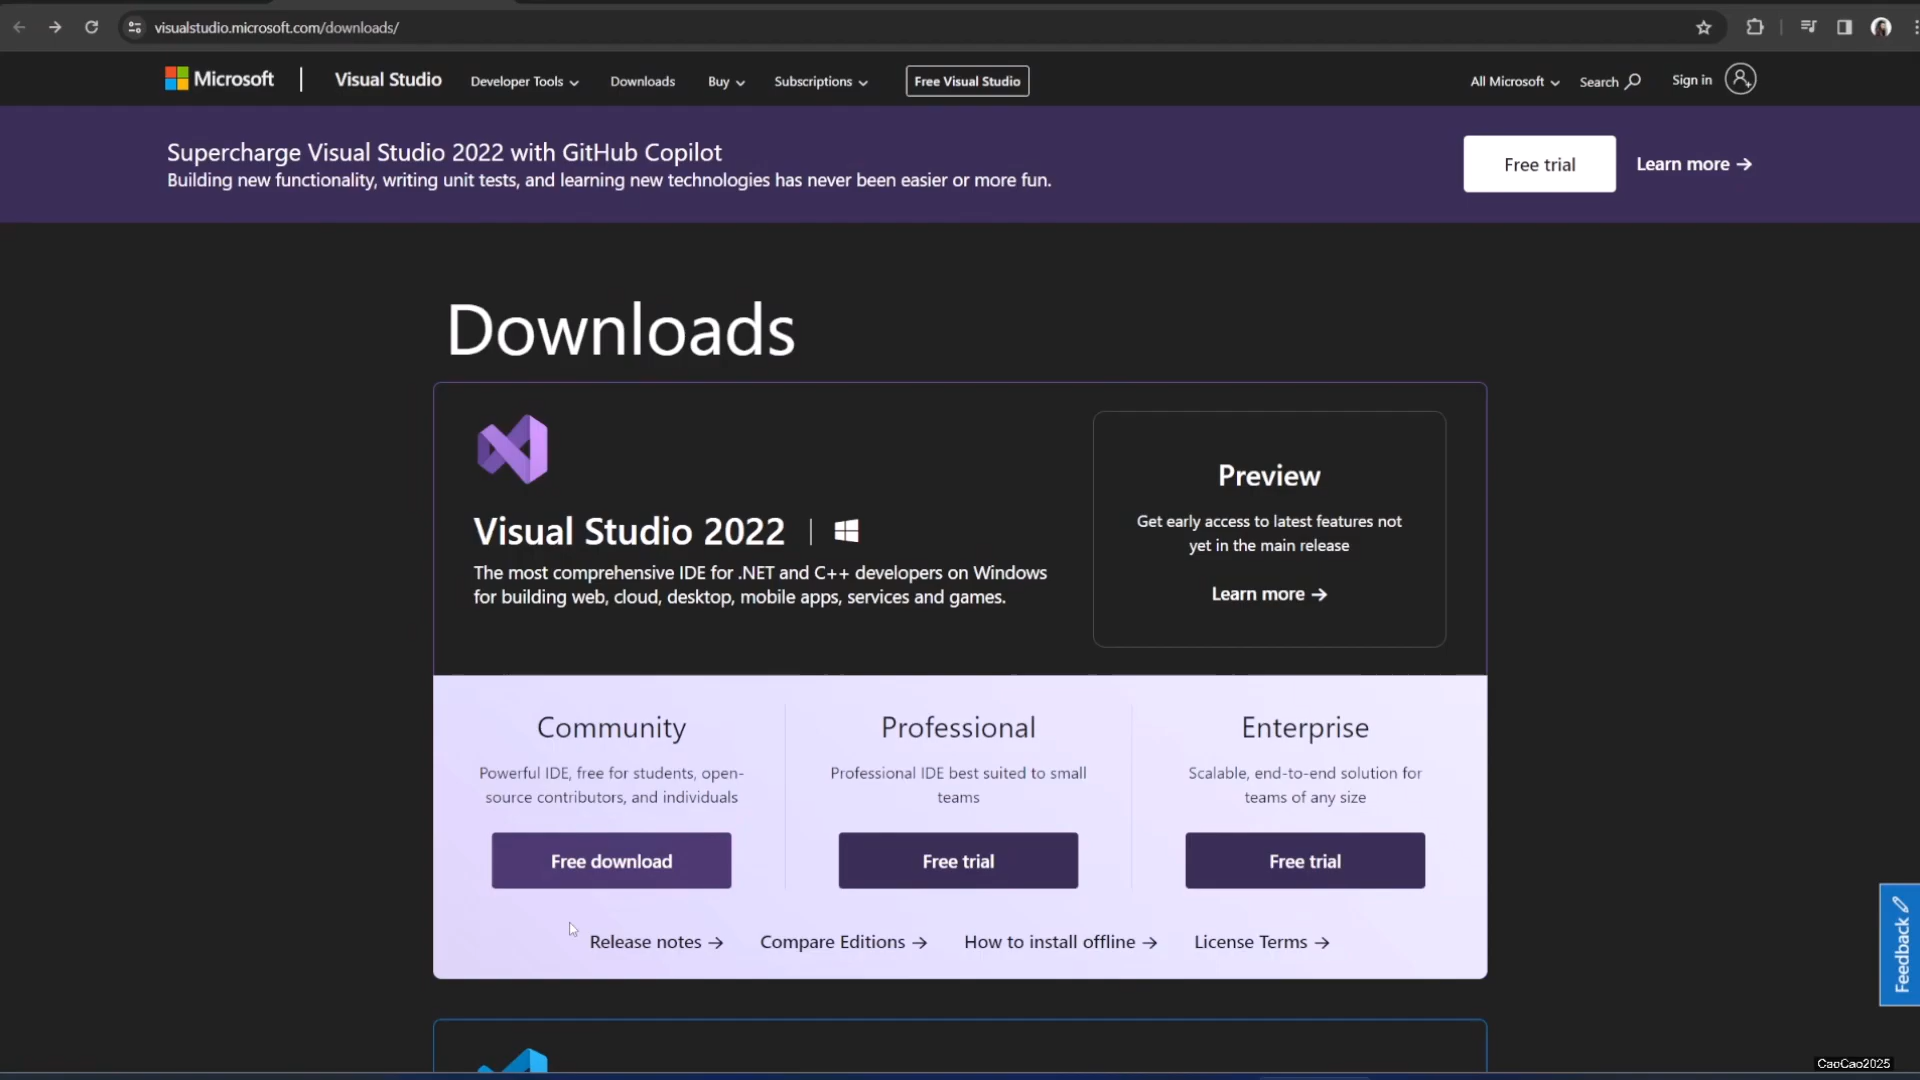 visualstudio.microsoft.com/downloads/
Microsoft Visual Studio Developer Tools Downloads Buy Subscriptions Free Visual Studio All Microsoft Search Sign in
Supercharge Visual Studio 2022 with GitHub Copilot
Building new functionality, writing unit tests, and learning new technologies has never been easier or more fun.
Free trial Learn more →
Downloads
Visual Studio 2022
The most comprehensive IDE for .NET and C++ developers on Windows
for building web, cloud, desktop, mobile apps, services and games.
Preview
Get early access to latest features not
yet in the main release
Learn more →
Community
Powerful IDE, free for students, open-
source contributors, and individuals
Free download
Professional
Professional IDE best suited to small
teams
Free trial
Enterprise
Scalable, end-to-end solution for
teams of any size
Free trial
Release notes → Compare Editions → How to install offline → License Terms →
Feedback
CaoCao2025